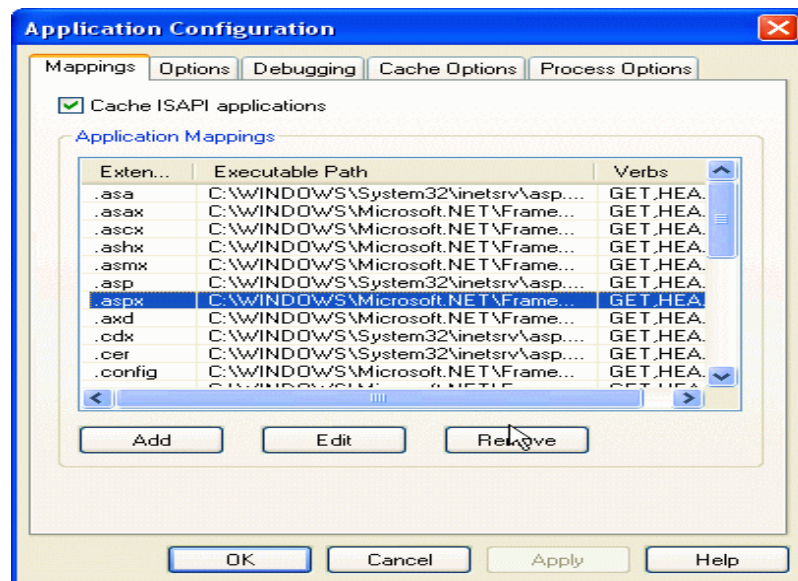 Application Configuration
Mappings Options Debugging Cache Options Process Options
Cache ISAPI applications
Application Mappings
Exten... Executable Path Verbs
.asa C:\WINDOWS\System32\inetsrv\asp.... GET,HEA.
.asax C:\WINDOWS\Microsoft.NET\Frame... GET,HEA.
.ascx C:\WINDOWS\Microsoft.NET\Frame... GET,HEA.
.ashx C:\WINDOWS\Microsoft.NET\Frame... GET,HEA.
.asmx C:\WINDOWS\Microsoft.NET\Frame... GET,HEA.
.asp C:\WINDOWS\System32\inetsrv\asp.... GET,HEA.
.aspx C:\WINDOWS\Microsoft.NET\Frame... GET,HEA.
.axd C:\WINDOWS\Microsoft.NET\Frame... GET,HEA.
.cdx C:\WINDOWS\System32\inetsrv\asp.... GET,HEA.
.cer C:\WINDOWS\System32\inetsrv\asp.... GET,HEA.
.config C:\WINDOWS\Microsoft.NET\Frame... GET,HEA.
Add Edit Remove
OK Cancel Apply Help